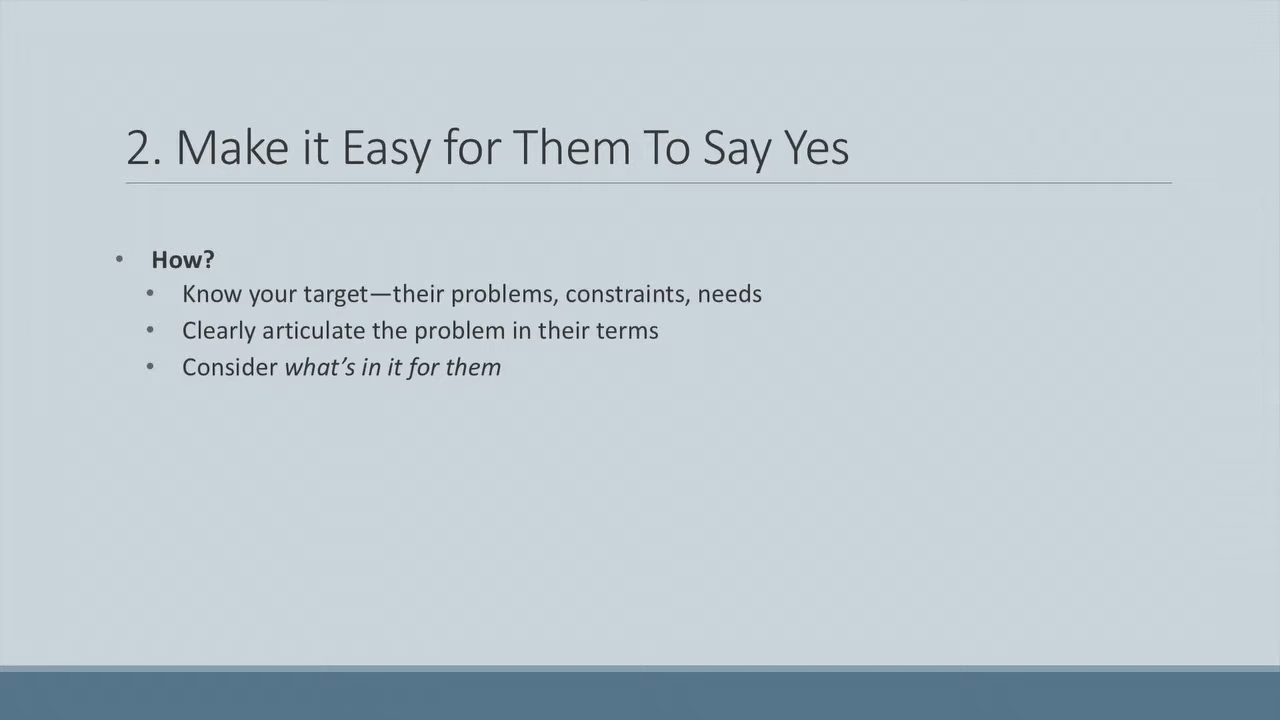 2. Make it Easy for Them To Say Yes
• How?
• Know your target—their problems, constraints, needs
• Clearly articulate the problem in their terms
• Consider what’s in it for them